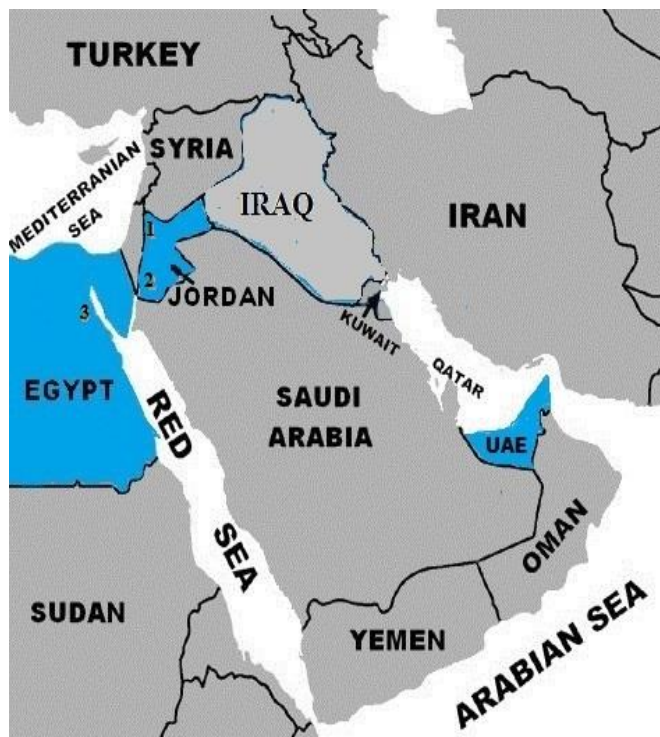 TURKEY
SYRIA
MEDITERRANIAN
SEA
IRAQ
IRAN
1
2
JORDAN
3
KUWAIT
EGYPT
RED
SEA
SAUDI
ARABIA
QATAR
UAE
OMAN
SUDAN
YEMEN
ARABIAN SEA